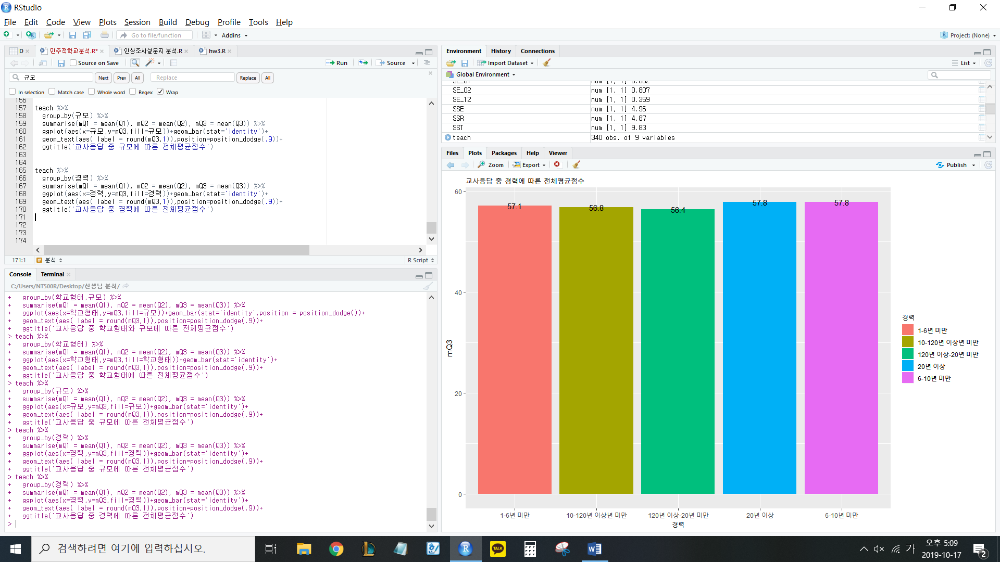 RStudio
File Edit Code View Plots Session Build Debug Profile Tools Help
Go to file/function Addins Project: (None)
D 민주적학교분석.R* 인상조사설문지 분석.R hw3.R
Source on Save Run Source
규모 Next Prev All Replace Replace All
In selection Match case Whole word Regex Wrap
156
157 teach %>%
158 group_by(규모) %>%
159 summarise(mQ1 = mean(Q1), mQ2 = mean(Q2), mQ3 = mean(Q3)) %>%
160 ggplot(aes(x=규모,y=mQ3,fill=규모))+geom_bar(stat='identity')+
161 geom_text(aes( label = round(mQ3,1)),position=position_dodge(.9))+
162 ggtitle('교사응답 중 규모에 따른 전체평균점수')
163
164
165 teach %>%
166 group_by(경력) %>%
167 summarise(mQ1 = mean(Q1), mQ2 = mean(Q2), mQ3 = mean(Q3)) %>%
168 ggplot(aes(x=경력,y=mQ3,fill=경력))+geom_bar(stat='identity')+
169 geom_text(aes( label = round(mQ3,1)),position=position_dodge(.9))+
170 ggtitle('교사응답 중 경력에 따른 전체평균점수')
171
172
173
174
171:1 # 분석 R Script
Console Terminal
C:/Users/NT500R/Desktop/선생님 분석/
+ group_by(학교형태,규모) %>%
+ summarise(mQ1 = mean(Q1), mQ2 = mean(Q2), mQ3 = mean(Q3)) %>%
+ ggplot(aes(x=학교형태,y=mQ3,fill=규모))+geom_bar(stat='identity',position = position_dodge())+
+ geom_text(aes( label = round(mQ3,1)),position=position_dodge(.9))+
+ ggtitle('교사응답 중 학교형태와 규모에 따른 전체평균점수')
> teach %>%
+ group_by(학교형태) %>%
+ summarise(mQ1 = mean(Q1), mQ2 = mean(Q2), mQ3 = mean(Q3)) %>%
+ ggplot(aes(x=학교형태,y=mQ3,fill=학교형태))+geom_bar(stat='identity')+
+ geom_text(aes( label = round(mQ3,1)),position=position_dodge(.9))+
+ ggtitle('교사응답 중 학교형태에 따른 전체평균점수')
> teach %>%
+ group_by(규모) %>%
+ summarise(mQ1 = mean(Q1), mQ2 = mean(Q2), mQ3 = mean(Q3)) %>%
+ ggplot(aes(x=규모,y=mQ3,fill=규모))+geom_bar(stat='identity')+
+ geom_text(aes( label = round(mQ3,1)),position=position_dodge(.9))+
+ ggtitle('교사응답 중 규모에 따른 전체평균점수')
> teach %>%
+ group_by(경력) %>%
+ summarise(mQ1 = mean(Q1), mQ2 = mean(Q2), mQ3 = mean(Q3)) %>%
+ ggplot(aes(x=경력,y=mQ3,fill=경력))+geom_bar(stat='identity')+
+ geom_text(aes( label = round(mQ3,1)),position=position_dodge(.9))+
+ ggtitle('교사응답 중 규모에 따른 전체평균점수')
> teach %>%
+ group_by(경력) %>%
+ summarise(mQ1 = mean(Q1), mQ2 = mean(Q2), mQ3 = mean(Q3)) %>%
+ ggplot(aes(x=경력,y=mQ3,fill=경력))+geom_bar(stat='identity')+
+ geom_text(aes( label = round(mQ3,1)),position=position_dodge(.9))+
+ ggtitle('교사응답 중 경력에 따른 전체평균점수')
>
Environment History Connections
Import Dataset List
Global Environment
SE_02 num [1, 1] 0.807
SE_12 num [1, 1] 0.359
SSE num [1, 1] 4.96
SSR num [1, 1] 4.87
SST num [1, 1] 9.83
teach 340 obs. of 9 variables
Files Plots Packages Help Viewer
Zoom Export Publish
교사응답 중 경력에 따른 전체평균점수
60
40
20
0
mQ3
57.1 56.8 56.4 57.8 57.8
1-6년 미만 10-120년 이상년 미만 120년 이상-20년 미만 20년 이상 6-10년 미만
경력
경력
1-6년 미만
10-120년 이상년 미만
120년 이상-20년 미만
20년 이상
6-10년 미만
검색하려면 여기에 입력하십시오.
TALK
가
오후 5:09
2019-10-17
2